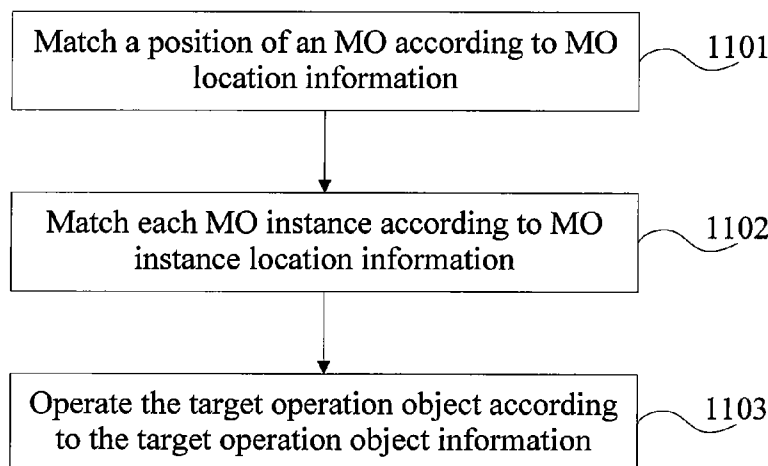 Match a position of an MO according to MO
location information
1101
Match each MO instance according to MO
instance location information
1102
Operate the target operation object according
to the target operation object information
1103